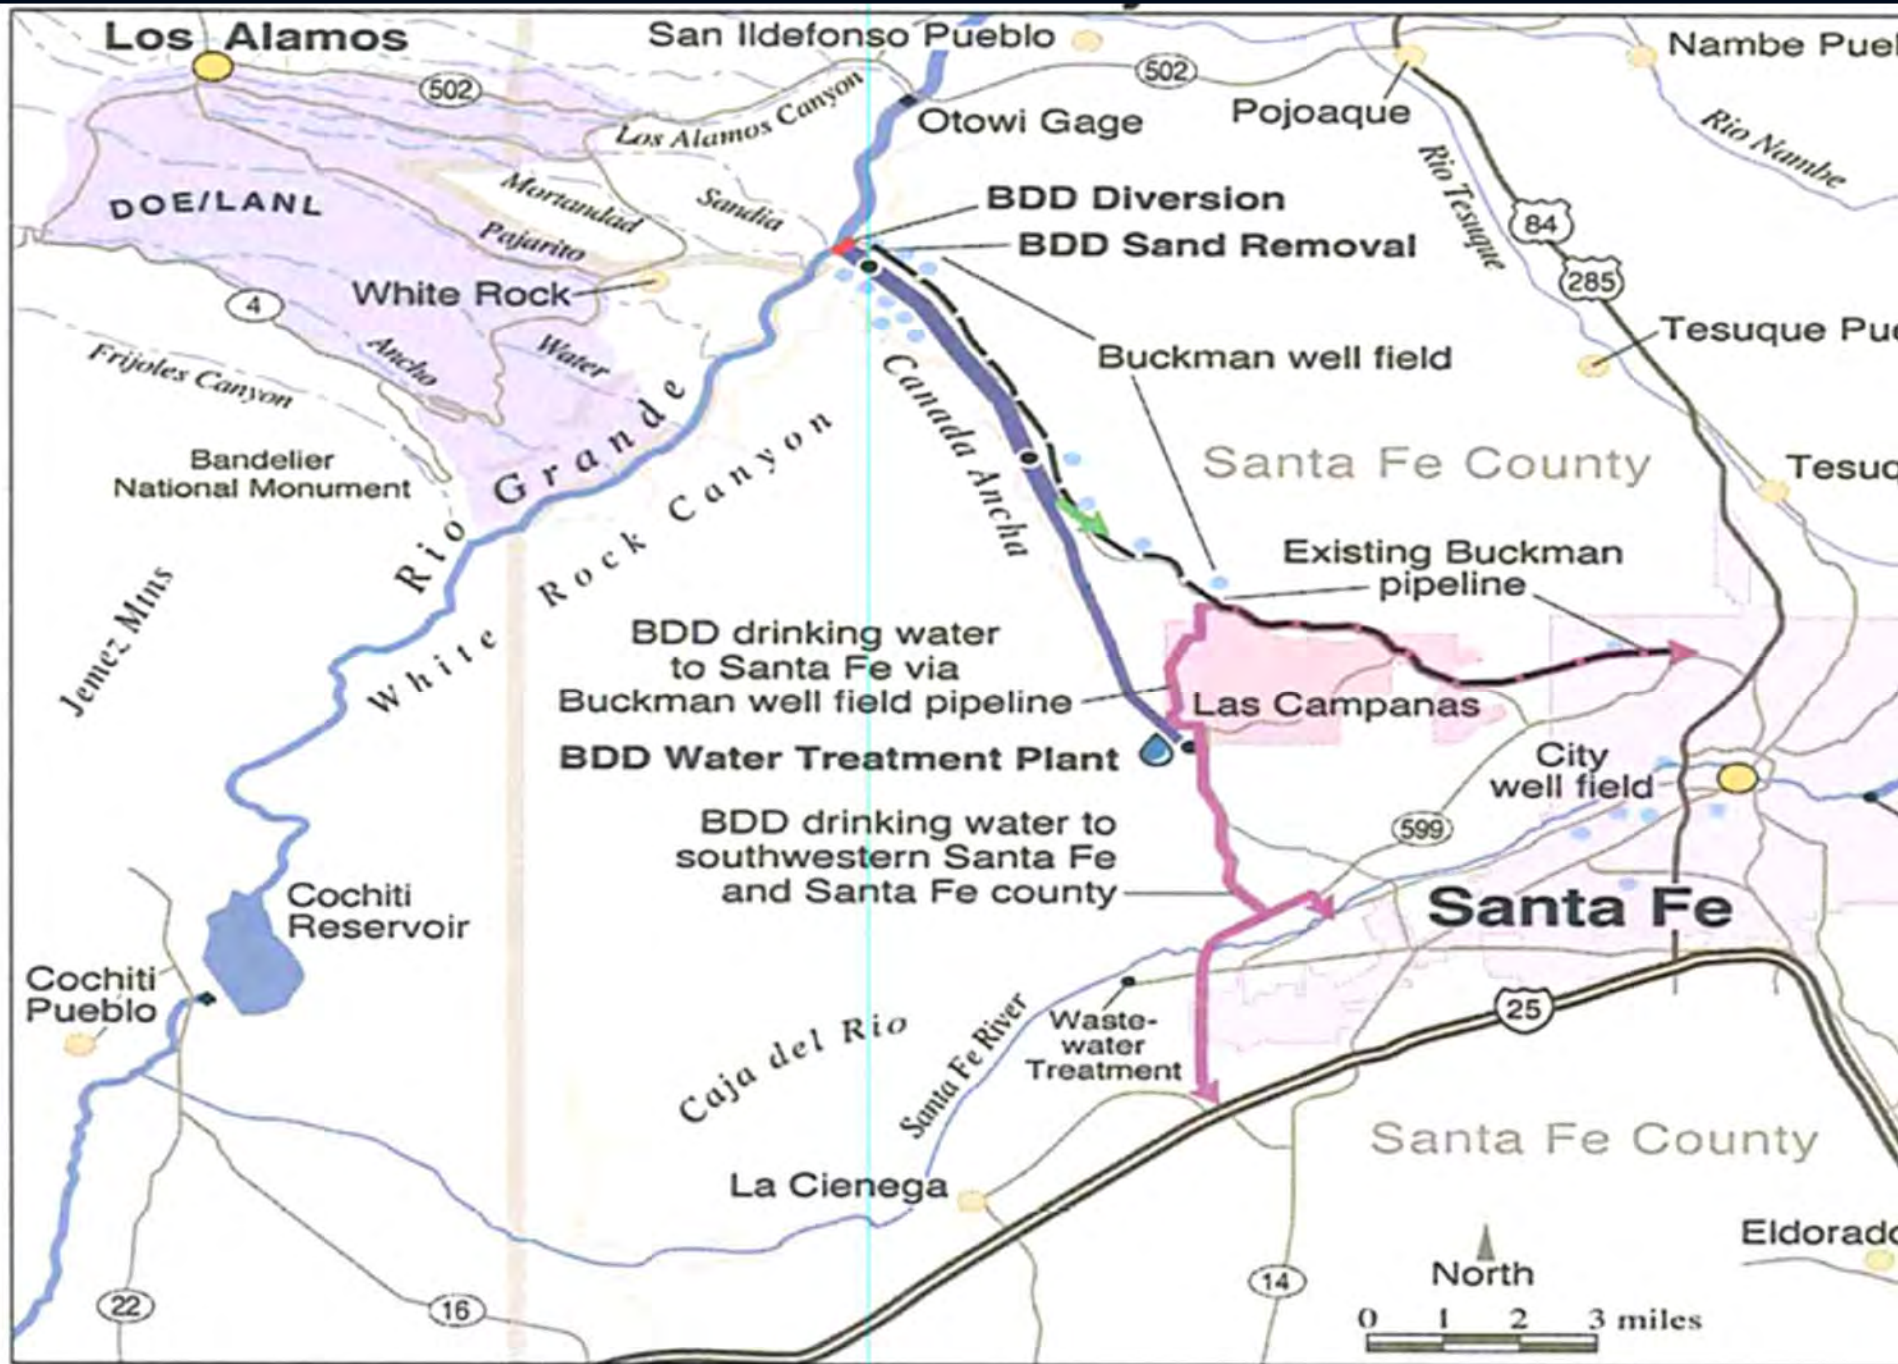 Los Alamos
San Ildefonso Pueblo
Nambe Puel
502
502
Los Alamos Canyon
Otowi Gage
Pojoaque
Rio Nambe
Rio Tesuque
DOE/LANL
Mortandad
Sandia
BDD Diversion
84
Pajarito
BDD Sand Removal
285
White Rock
4
Tesuque Pue
Ancho
Water
Frijoles Canyon
Buckman well field
Canada Ancha
Bandelier
National Monument
Rio Grande
White Rock Canyon
Santa Fe County
Tesuq
Jemez Mtns
Existing Buckman
pipeline
BDD drinking water
to Santa Fe via
Buckman well field pipeline
Las Campanas
BDD Water Treatment Plant
City
well field
BDD drinking water to
southwestern Santa Fe
and Santa Fe county
599
Cochiti
Reservoir
Santa Fe
Cochiti
Pueblo
25
Caja del Rio
Santa Fe River
Waste-
water
Treatment
Santa Fe County
La Cienega
Eldorado
North
22
16
14
0 1 2 3 miles